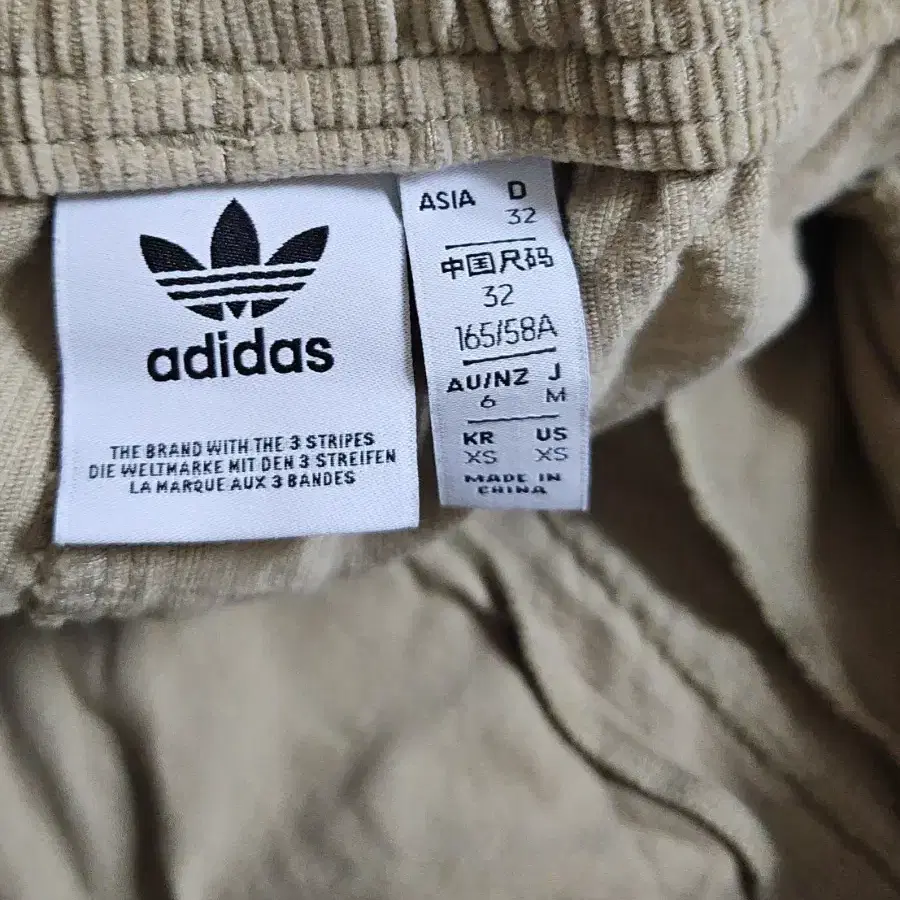 adidas
THE BRAND WITH THE 3 STRIPES
DIE WELTMARKE MIT DEN 3 STREIFEN
LA MARQUE AUX 3 BANDES
ASIA D
32
中国尺码
32
165/58A
AU/NZ J
6 M
KR US
XS XS
MADE IN
CHINA